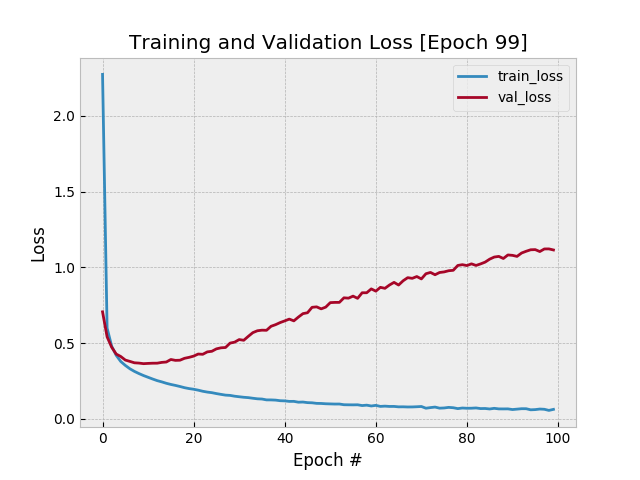 Training and Validation Loss [Epoch 99]
train_loss
val_loss
2.0
1.5
1.0
0.5
0.0
Loss
0 20 40 60 80 100
Epoch #